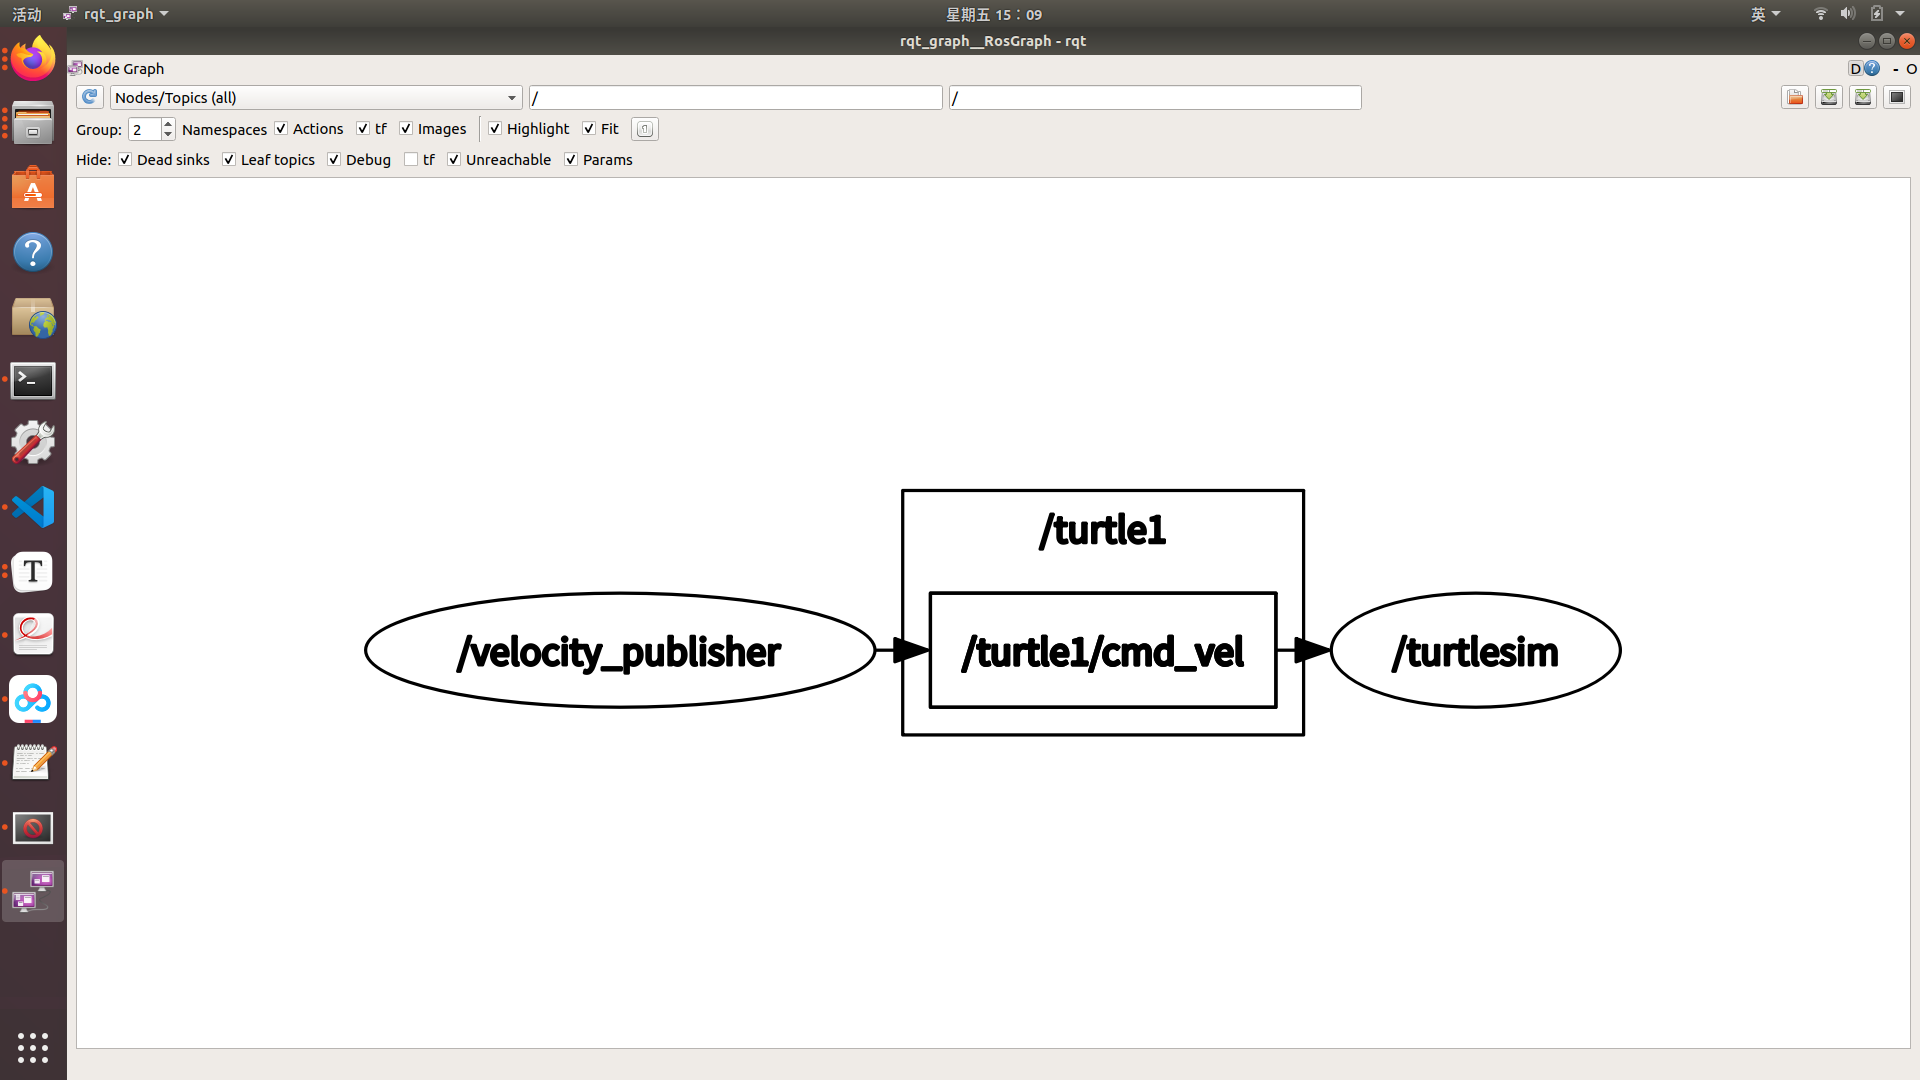 活动 rqt_graph 星期五 15：09 英
rqt_graph__RosGraph - rqt
Node Graph D ? - O
Nodes/Topics (all) / /
Group: 2 Namespaces Actions tf Images Highlight Fit
Hide: Dead sinks Leaf topics Debug tf Unreachable Params
/turtle1
/velocity_publisher /turtle1/cmd_vel /turtlesim